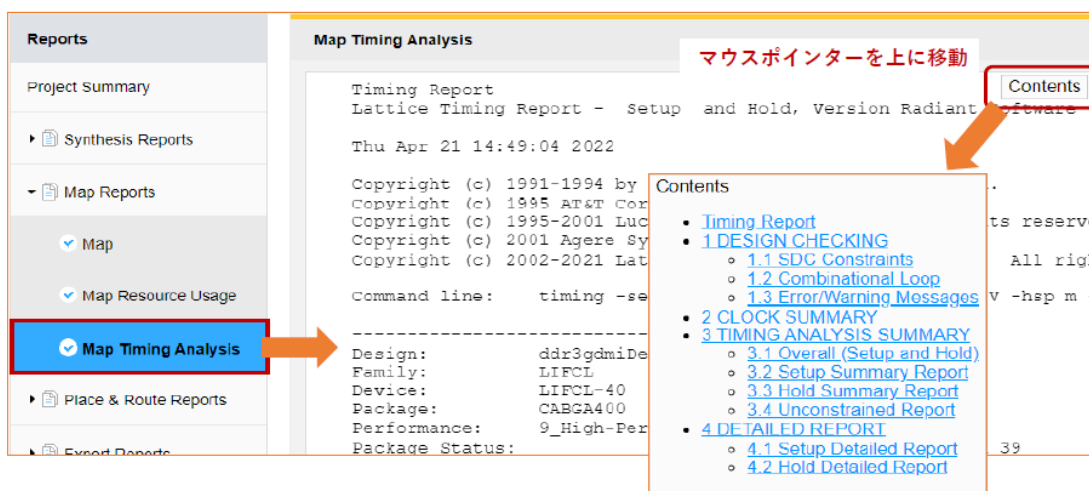 Reports
Project Summary
Synthesis Reports
Map Reports
Map
Map Resource Usage
Map Timing Analysis
Place & Route Reports
Export Reports
Map Timing Analysis
マウスポインターを上に移動
Contents
Timing Report
Lattice Timing Report - Setup and Hold, Version Radiant Software
Thu Apr 21 14:49:04 2022
Copyright (c) 1991-1994 by
Copyright (c) 1995 AT&T Cor
Copyright (c) 1995-2001 Luc ts reserve
Copyright (c) 2001 Agere Sy
Copyright (c) 2002-2021 Lat All righ
Command line: timing -se v -hsp m
Design: ddr3gdmiDe
Family: LIFCL
Device: LIFCL-40
Package: CABGA400
Performance: 9_High-Per
Package Status: 39
Contents
Timing Report
1 DESIGN CHECKING
1.1 SDC Constraints
1.2 Combinational Loop
1.3 Error/Warning Messages
2 CLOCK SUMMARY
3 TIMING ANALYSIS SUMMARY
3.1 Overall (Setup and Hold)
3.2 Setup Summary Report
3.3 Hold Summary Report
3.4 Unconstrained Report
4 DETAILED REPORT
4.1 Setup Detailed Report
4.2 Hold Detailed Report